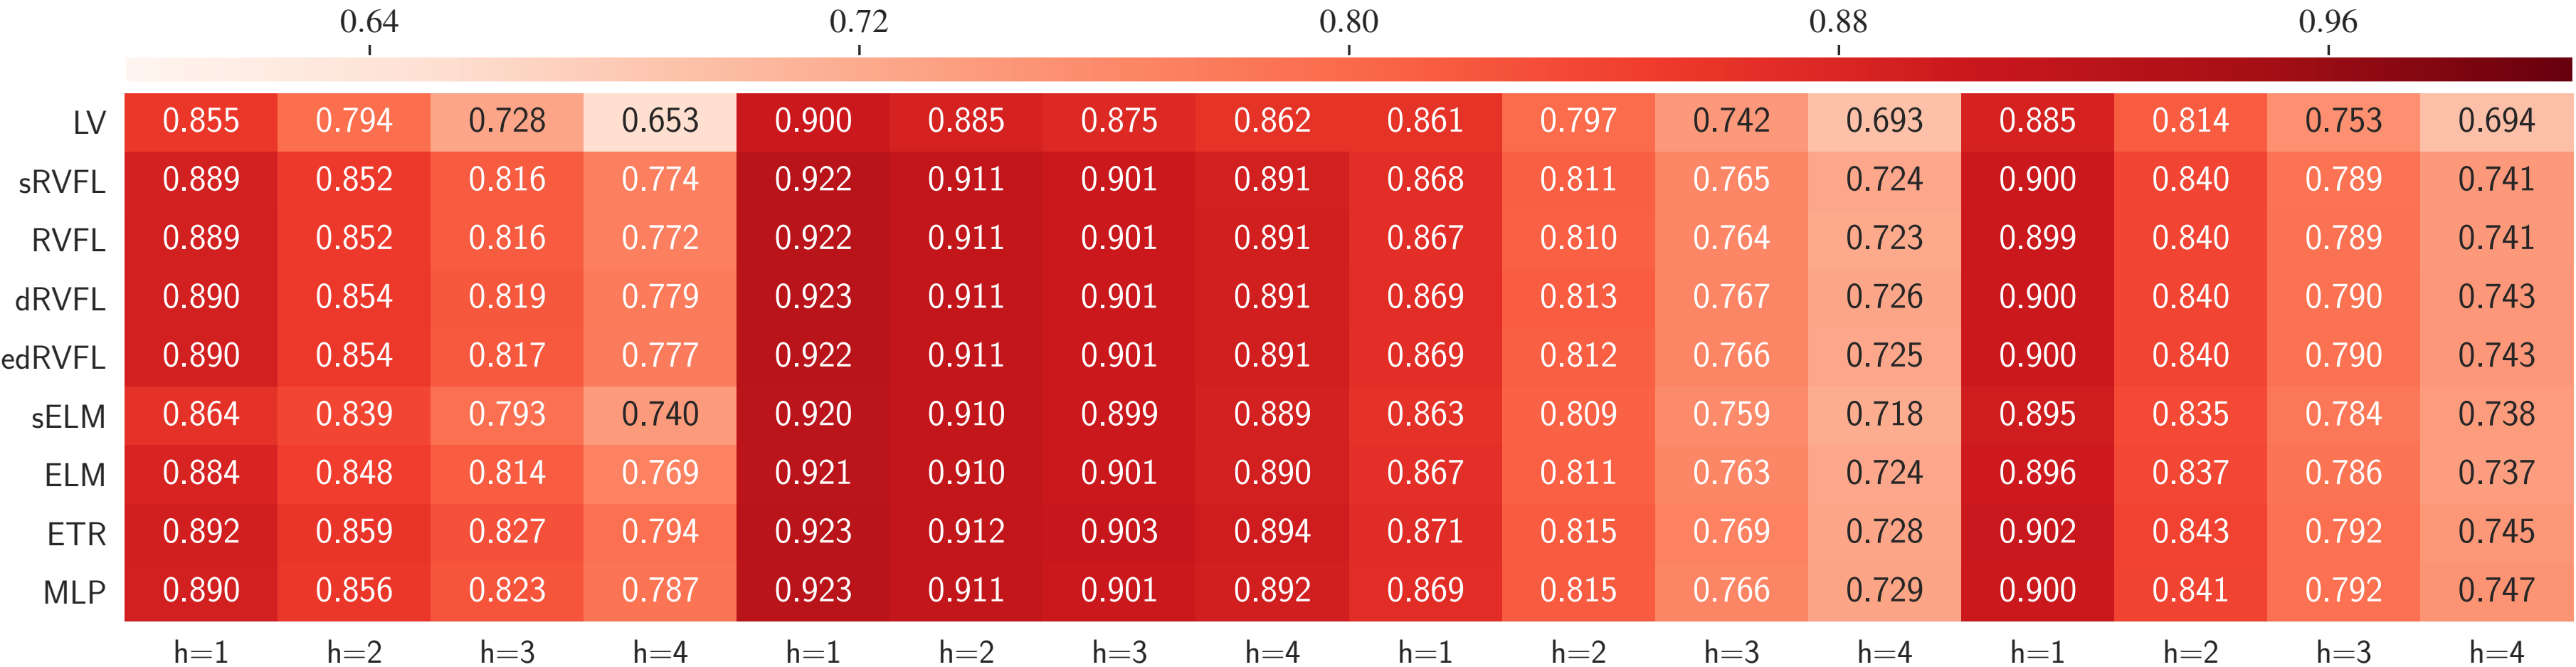 0.64 0.72 0.80 0.88 0.96
LV 0.855 0.794 0.728 0.653 0.900 0.885 0.875 0.862 0.861 0.797 0.742 0.693 0.885 0.814 0.753 0.694
sRVFL 0.889 0.852 0.816 0.774 0.922 0.911 0.901 0.891 0.868 0.811 0.765 0.724 0.900 0.840 0.789 0.741
RVFL 0.889 0.852 0.816 0.772 0.922 0.911 0.901 0.891 0.867 0.810 0.764 0.723 0.899 0.840 0.789 0.741
dRVFL 0.890 0.854 0.819 0.779 0.923 0.911 0.901 0.891 0.869 0.813 0.767 0.726 0.900 0.840 0.790 0.743
edRVFL 0.890 0.854 0.817 0.777 0.922 0.911 0.901 0.891 0.869 0.812 0.766 0.725 0.900 0.840 0.790 0.743
sELM 0.864 0.839 0.793 0.740 0.920 0.910 0.899 0.889 0.863 0.809 0.759 0.718 0.895 0.835 0.784 0.738
ELM 0.884 0.848 0.814 0.769 0.921 0.910 0.901 0.890 0.867 0.811 0.763 0.724 0.896 0.837 0.786 0.737
ETR 0.892 0.859 0.827 0.794 0.923 0.912 0.903 0.894 0.871 0.815 0.769 0.728 0.902 0.843 0.792 0.745
MLP 0.890 0.856 0.823 0.787 0.923 0.911 0.901 0.892 0.869 0.815 0.766 0.729 0.900 0.841 0.792 0.747
h=1 h=2 h=3 h=4 h=1 h=2 h=3 h=4 h=1 h=2 h=3 h=4 h=1 h=2 h=3 h=4